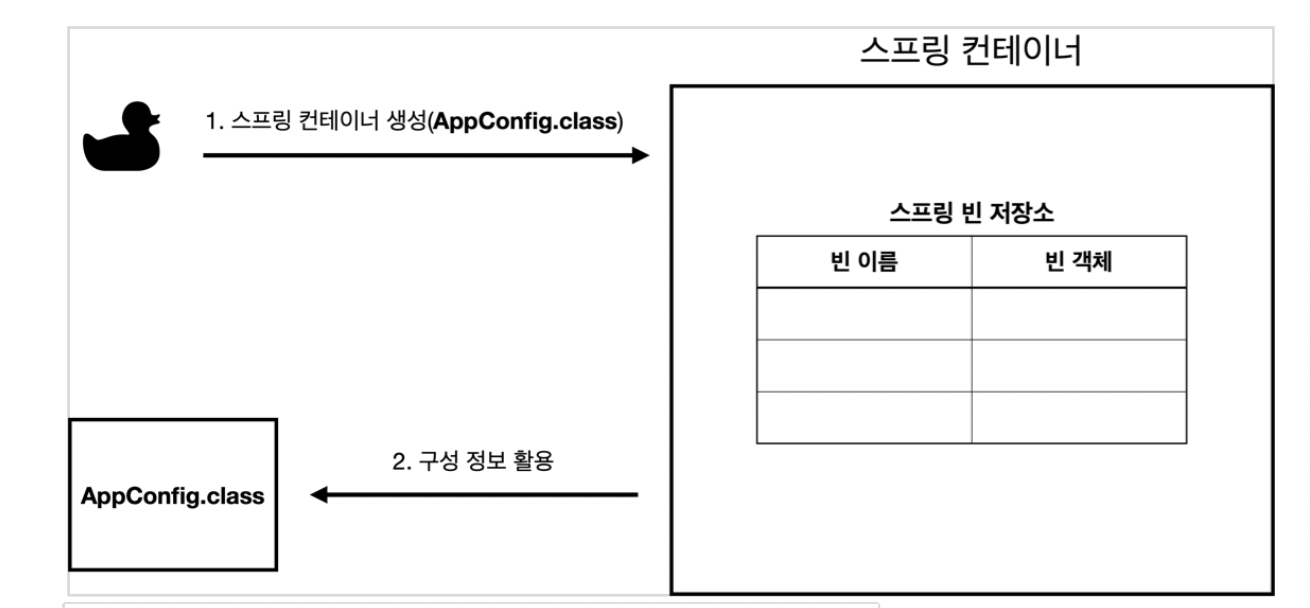 스프링 컨테이너
1. 스프링 컨테이너 생성(AppConfig.class)
스프링 빈 저장소
빈 이름 빈 객체
2. 구성 정보 활용
AppConfig.class